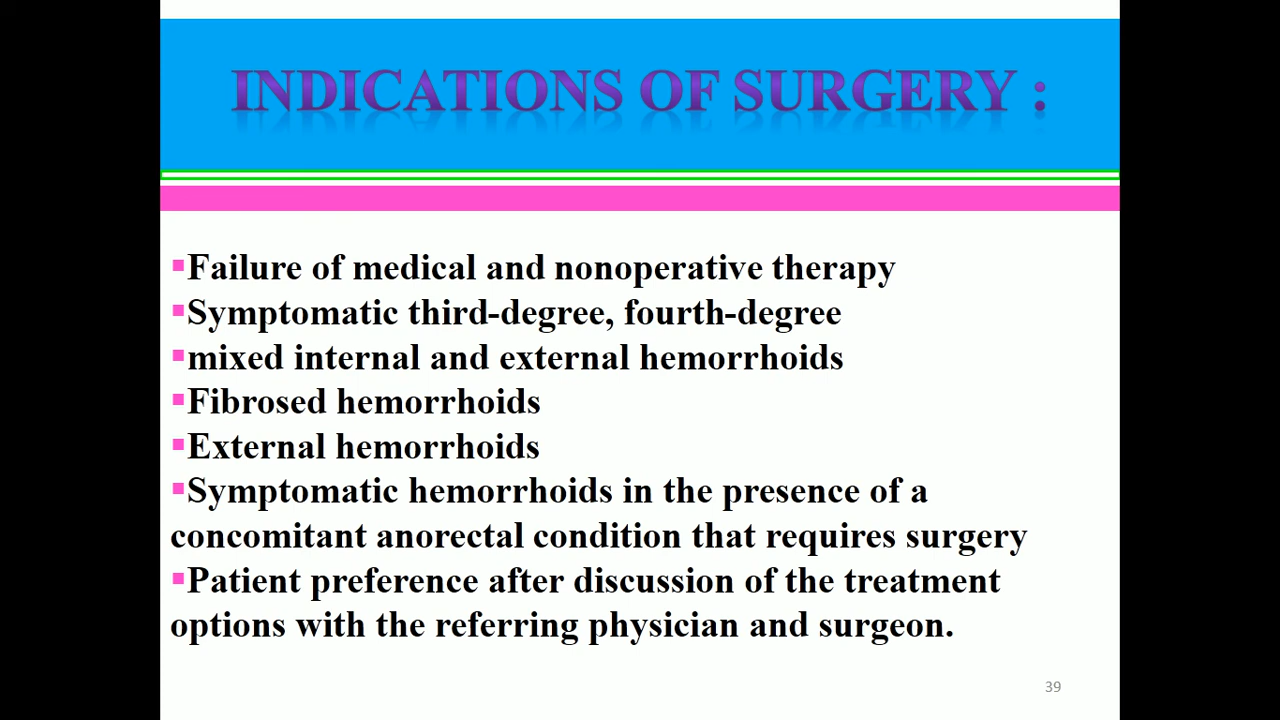 INDICATIONS OF SURGERY :
▪Failure of medical and nonoperative therapy
▪Symptomatic third-degree, fourth-degree
▪mixed internal and external hemorrhoids
▪Fibrosed hemorrhoids
▪External hemorrhoids
▪Symptomatic hemorrhoids in the presence of a
concomitant anorectal condition that requires surgery
▪Patient preference after discussion of the treatment
options with the referring physician and surgeon.
39